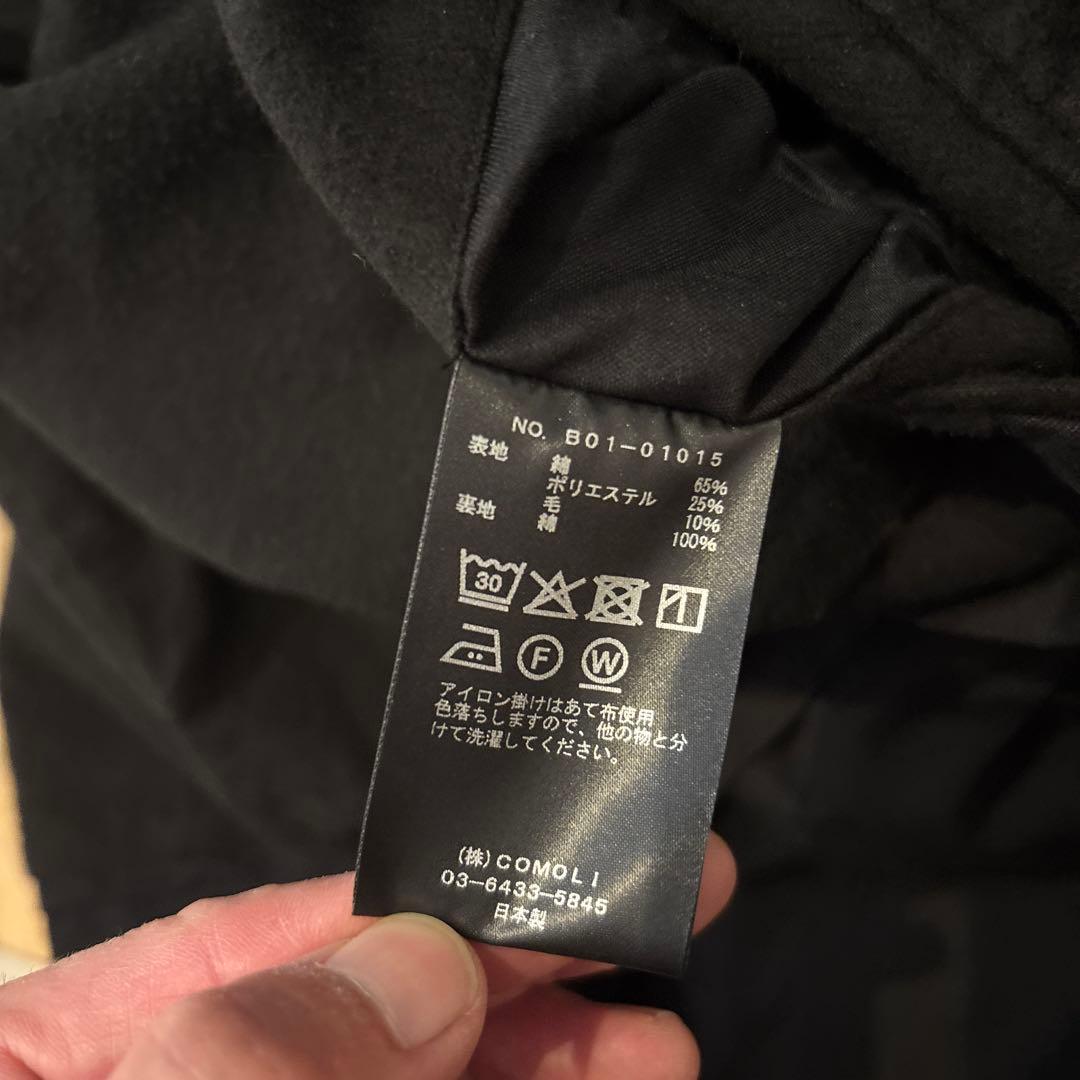 NO. B01-01015
表地 綿 65%
ポリエステル 25%
毛 10%
裏地 綿 100%
30
F W
アイロン掛けはあて布使用
色落ちしますので、他の物と分
けて洗濯してください。
(株)COMOLI
03-6433-5845
日本製